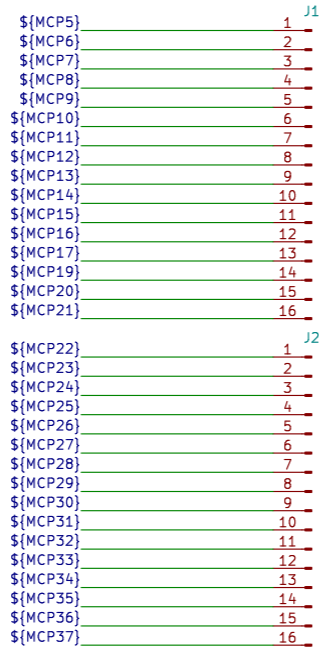 J1
${MCP5} 1
${MCP6} 2
${MCP7} 3
${MCP8} 4
${MCP9} 5
${MCP10} 6
${MCP11} 7
${MCP12} 8
${MCP13} 9
${MCP14} 10
${MCP15} 11
${MCP16} 12
${MCP17} 13
${MCP19} 14
${MCP20} 15
${MCP21} 16
J2
${MCP22} 1
${MCP23} 2
${MCP24} 3
${MCP25} 4
${MCP26} 5
${MCP27} 6
${MCP28} 7
${MCP29} 8
${MCP30} 9
${MCP31} 10
${MCP32} 11
${MCP33} 12
${MCP34} 13
${MCP35} 14
${MCP36} 15
${MCP37} 16